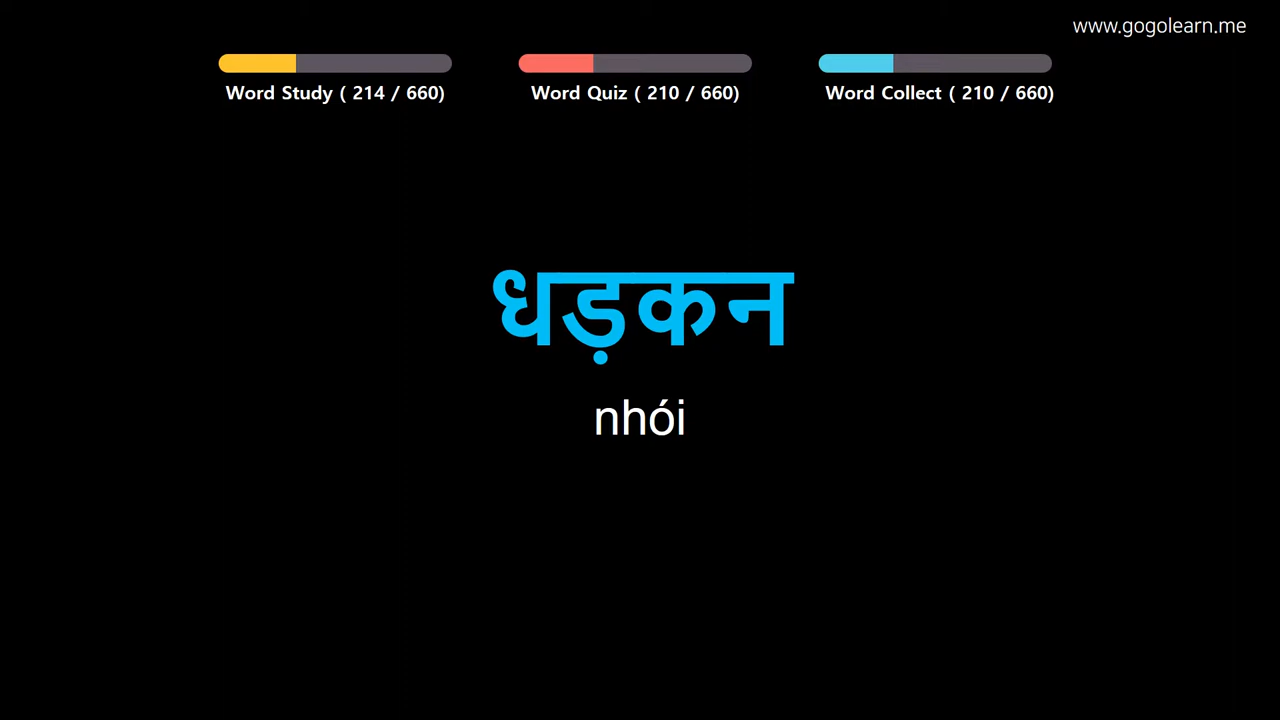 www.gogolearn.me
Word Study ( 214 / 660)
Word Quiz ( 210 / 660)
Word Collect ( 210 / 660)
धड़कन
nhói